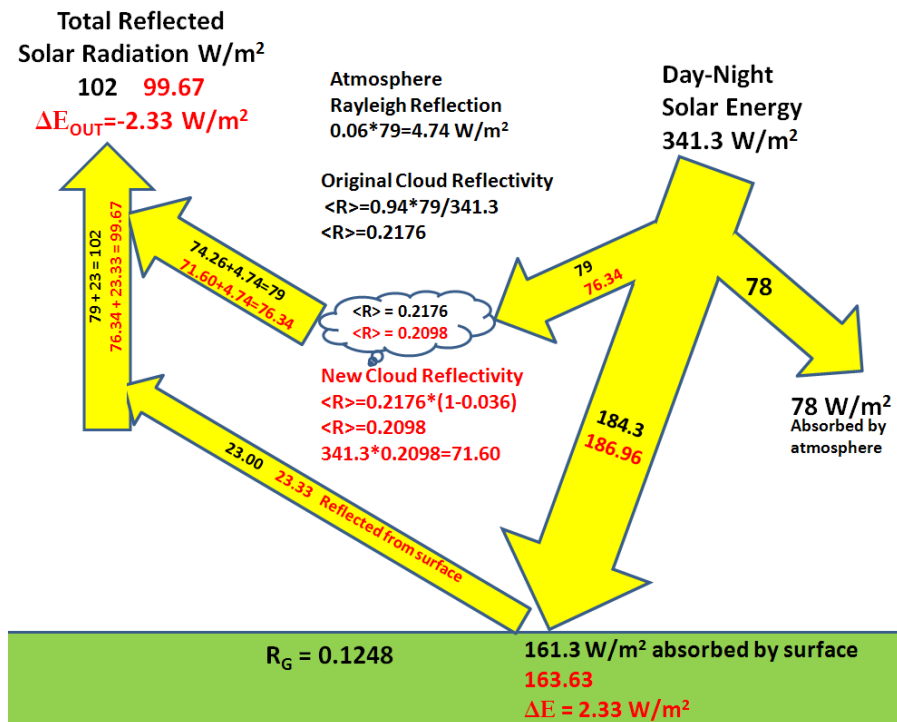 Total Reflected
Solar Radiation W/m²
102 99.67
ΔE_OUT=-2.33 W/m²
Atmosphere
Rayleigh Reflection
0.06*79=4.74 W/m²
Day-Night
Solar Energy
341.3 W/m²
Original Cloud Reflectivity
<R>=0.94*79/341.3
<R>=0.2176
79 + 23 = 102
76.34 + 23.33 = 99.67
74.26+4.74=79
71.60+4.74=76.34
79
76.34
78
<R> = 0.2176
<R> = 0.2098
New Cloud Reflectivity
<R>=0.2176*(1-0.036)
<R>=0.2098
341.3*0.2098=71.60
184.3
186.96
78 W/m²
Absorbed by
atmosphere
23.00 23.33 Reflected from surface
R_G = 0.1248
161.3 W/m² absorbed by surface
163.63
ΔE = 2.33 W/m²